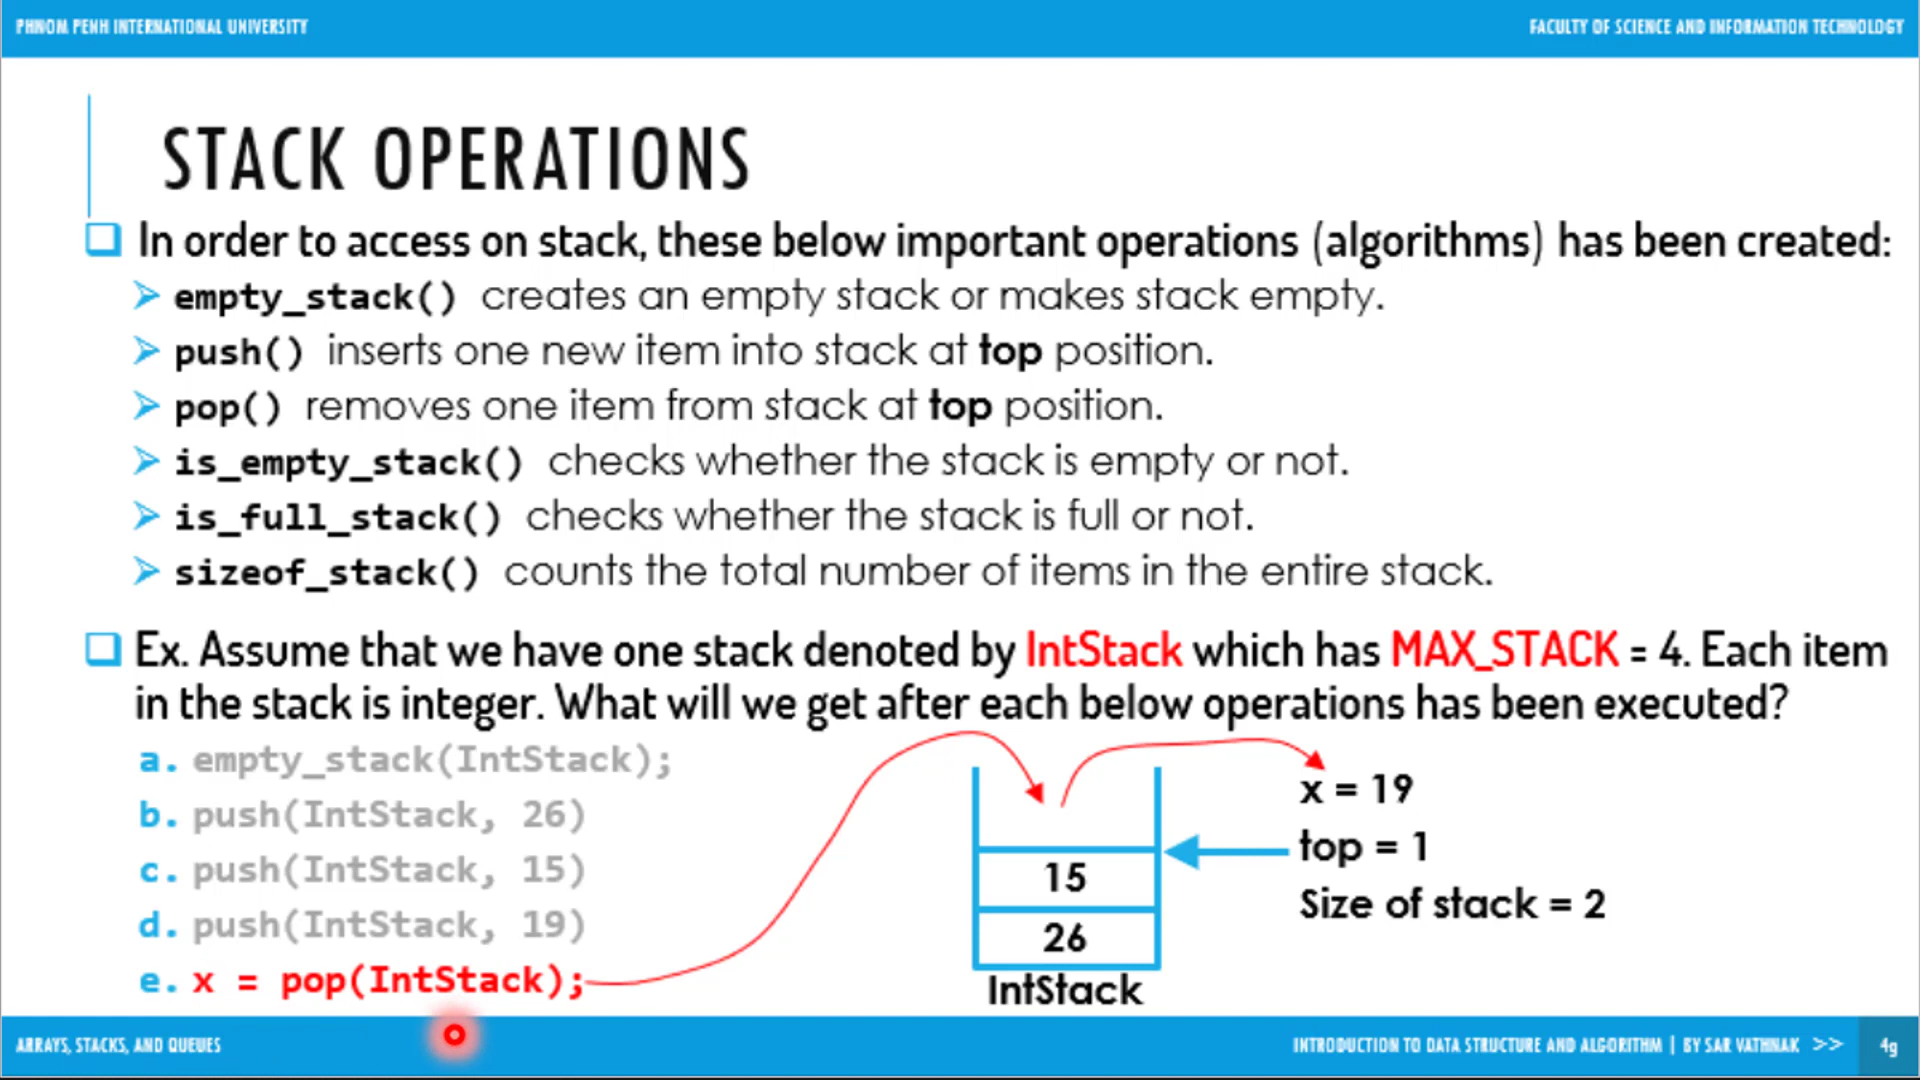 PHNOM PENH INTERNATIONAL UNIVERSITY
FACULTY OF SCIENCE AND INFORMATION TECHNOLOGY
STACK OPERATIONS
In order to access on stack, these below important operations (algorithms) has been created:
empty_stack() creates an empty stack or makes stack empty.
push() inserts one new item into stack at top position.
pop() removes one item from stack at top position.
is_empty_stack() checks whether the stack is empty or not.
is_full_stack() checks whether the stack is full or not.
sizeof_stack() counts the total number of items in the entire stack.
Ex. Assume that we have one stack denoted by IntStack which has MAX_STACK = 4. Each item
in the stack is integer. What will we get after each below operations has been executed?
a. empty_stack(IntStack);
b. push(IntStack, 26)
c. push(IntStack, 15)
d. push(IntStack, 19)
e. x = pop(IntStack);
15
26
IntStack
x = 19
top = 1
Size of stack = 2
ARRAYS, STACKS, AND QUEUES
INTRODUCTION TO DATA STRUCTURE AND ALGORITHM | BY SAR VATHNAK >>
4g